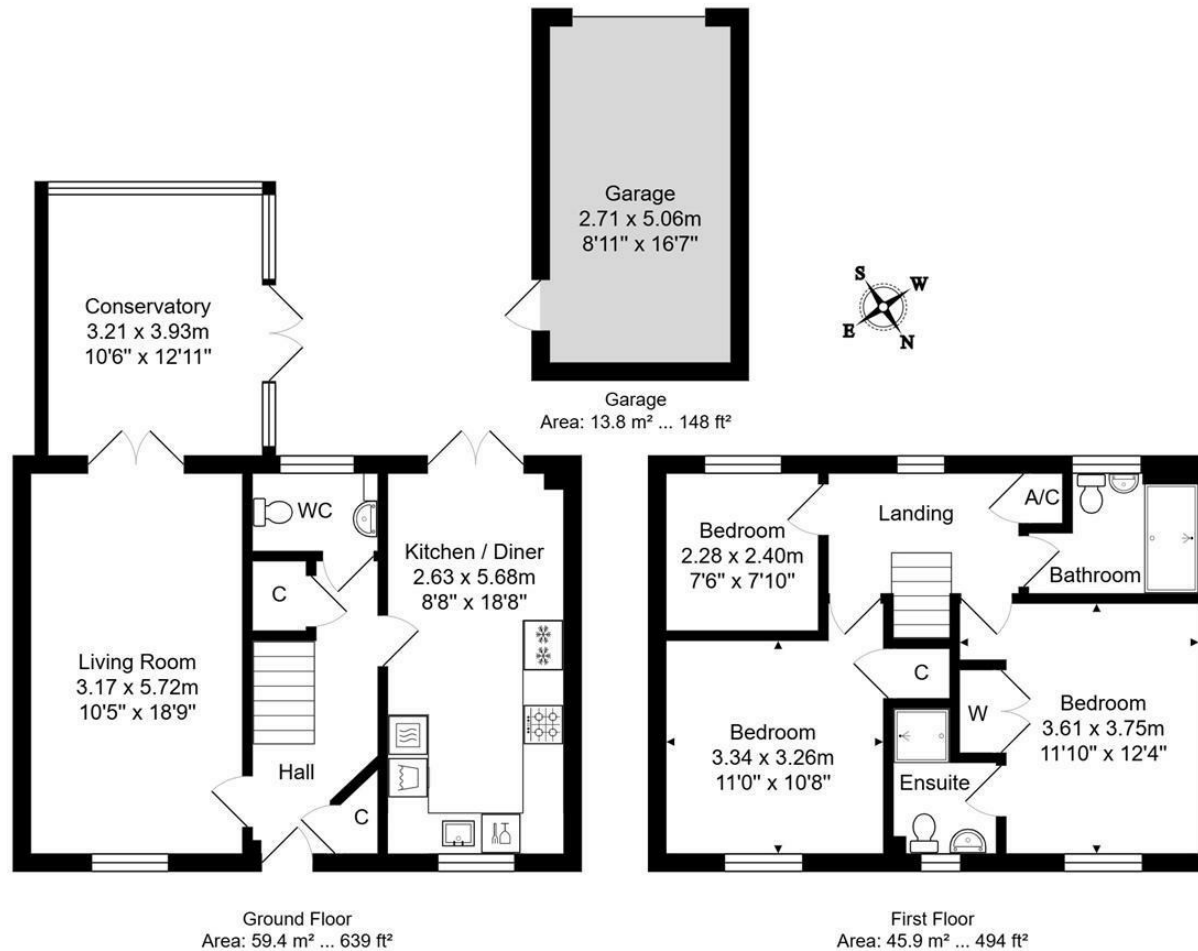 Garage
2.71 x 5.06m
8'11" x 16'7"
Garage
Area: 13.8 m² ... 148 ft²
S
W
E
N
Conservatory
3.21 x 3.93m
10'6" x 12'11"
WC
C
Living Room
3.17 x 5.72m
10'5" x 18'9"
Hall
C
Kitchen / Diner
2.63 x 5.68m
8'8" x 18'8"
Ground Floor
Area: 59.4 m² ... 639 ft²
Bedroom
2.28 x 2.40m
7'6" x 7'10"
Landing
A/C
Bathroom
C
Bedroom
3.34 x 3.26m
11'0" x 10'8"
W
Ensuite
Bedroom
3.61 x 3.75m
11'10" x 12'4"
First Floor
Area: 45.9 m² ... 494 ft²